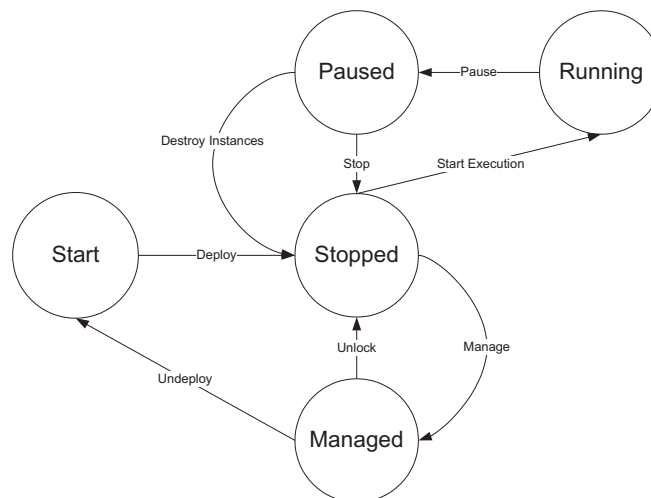 Paused
Running
Pause
Destroy Instances
Stop
Start Execution
Start
Deploy
Stopped
Unlock
Manage
Undeploy
Managed